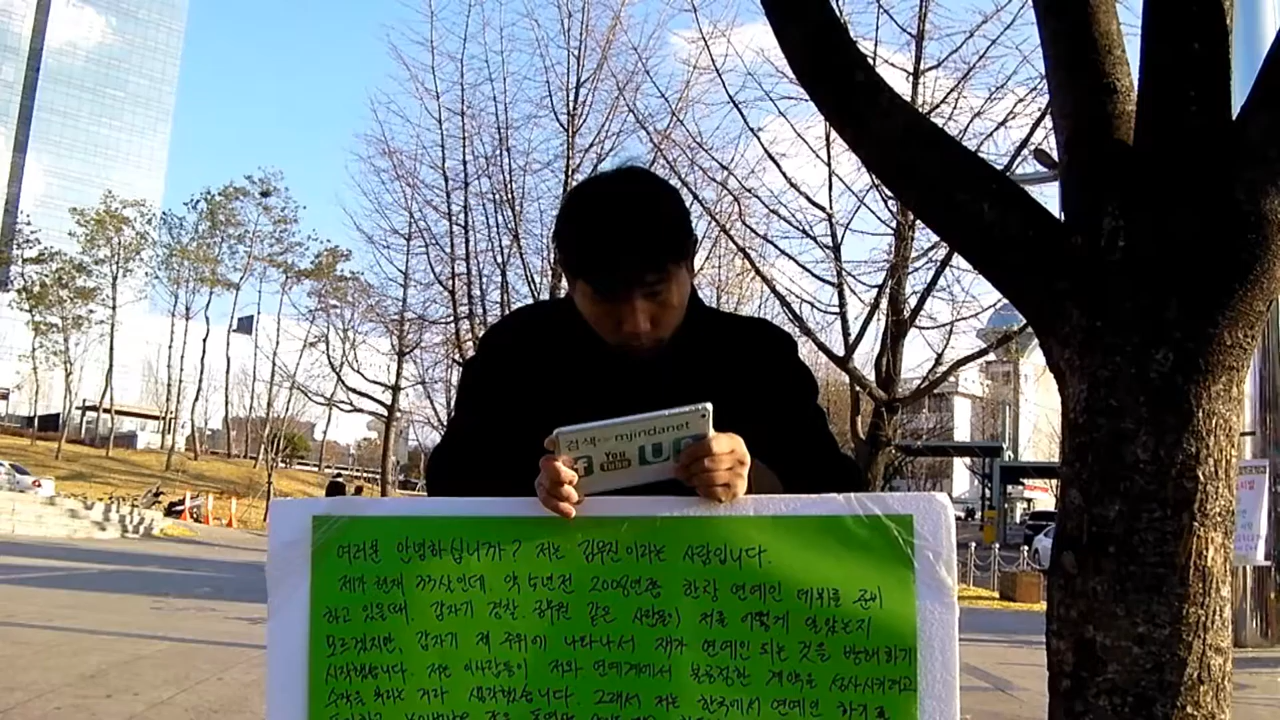 검색 mjindanet
f You Tube
여러분 안녕하십니까? 저는 김우진이라는 사람입니다.
제가 현재 33살인데, 약 5년전 2008년쯤 한창 연예인 데뷔를 준비
하고 있을때, 갑자기 경찰, 공무원 같은 사람들이 저를 어떻게 알았는지
모르겠지만, 갑자기 제 주위에 나타나서 제가 연예인 되는 것을 방해하기
시작했습니다. 저는 이사람들이 저와 연예계에서 불공정한 계약을 성사시키려고
수작을 부리는 거라 생각했습니다. 그래서 저는 한국에서 연예인 하기를